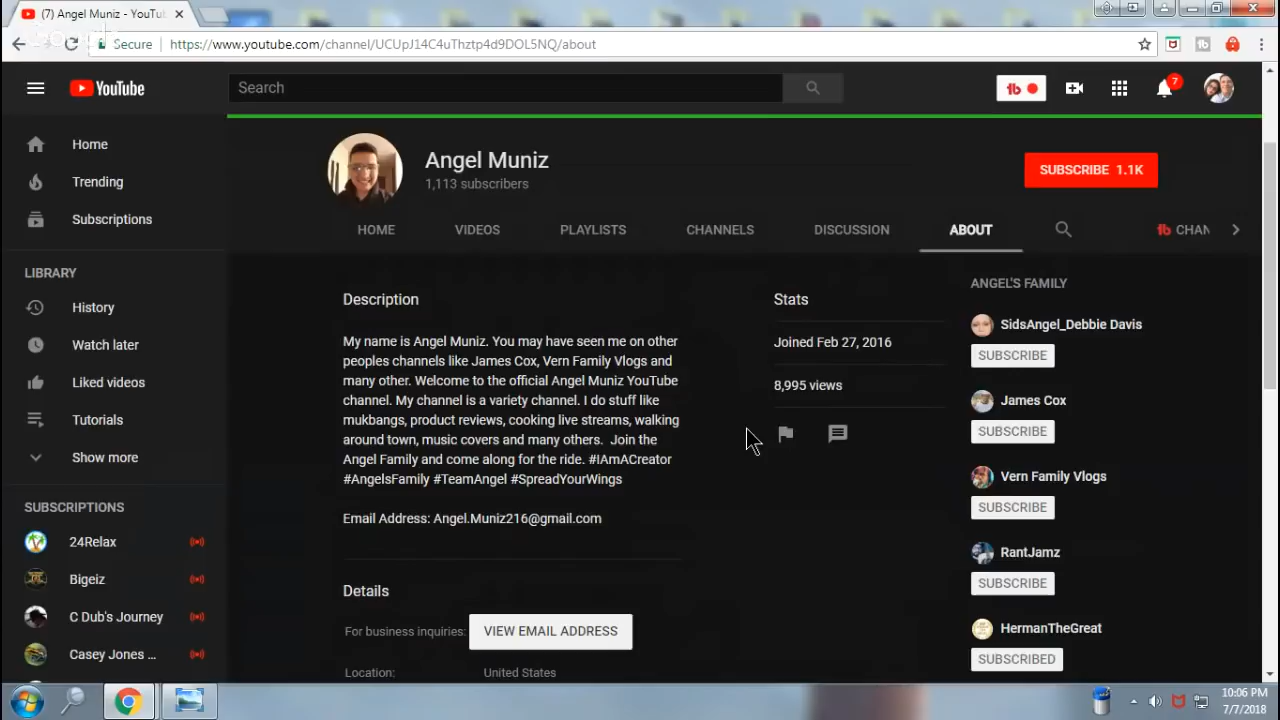 (7) Angel Muniz - YouTu
Secure
https://www.youtube.com/channel/UCUpJ14C4uThztp4d9DOL5NQ/about
YouTube
Search
tb
7
Home
Trending
Subscriptions
LIBRARY
History
Watch later
Liked videos
Tutorials
Show more
SUBSCRIPTIONS
24Relax
Bigeiz
C Dub's Journey
Casey Jones ...
Angel Muniz
1,113 subscribers
SUBSCRIBE 1.1K
HOME VIDEOS PLAYLISTS CHANNELS DISCUSSION ABOUT tb CHAN
Description
My name is Angel Muniz. You may have seen me on other
peoples channels like James Cox, Vern Family Vlogs and
many other. Welcome to the official Angel Muniz YouTube
channel. My channel is a variety channel. I do stuff like
mukbangs, product reviews, cooking live streams, walking
around town, music covers and many others. Join the
Angel Family and come along for the ride. #IAmACreator
#AngelsFamily #TeamAngel #SpreadYourWings
Email Address: Angel.Muniz216@gmail.com
Details
For business inquiries: VIEW EMAIL ADDRESS
Location: United States
Stats
Joined Feb 27, 2016
8,995 views
ANGEL'S FAMILY
SidsAngel_Debbie Davis
SUBSCRIBE
James Cox
SUBSCRIBE
Vern Family Vlogs
SUBSCRIBE
RantJamz
SUBSCRIBE
HermanTheGreat
SUBSCRIBED
10:06 PM
7/7/2018